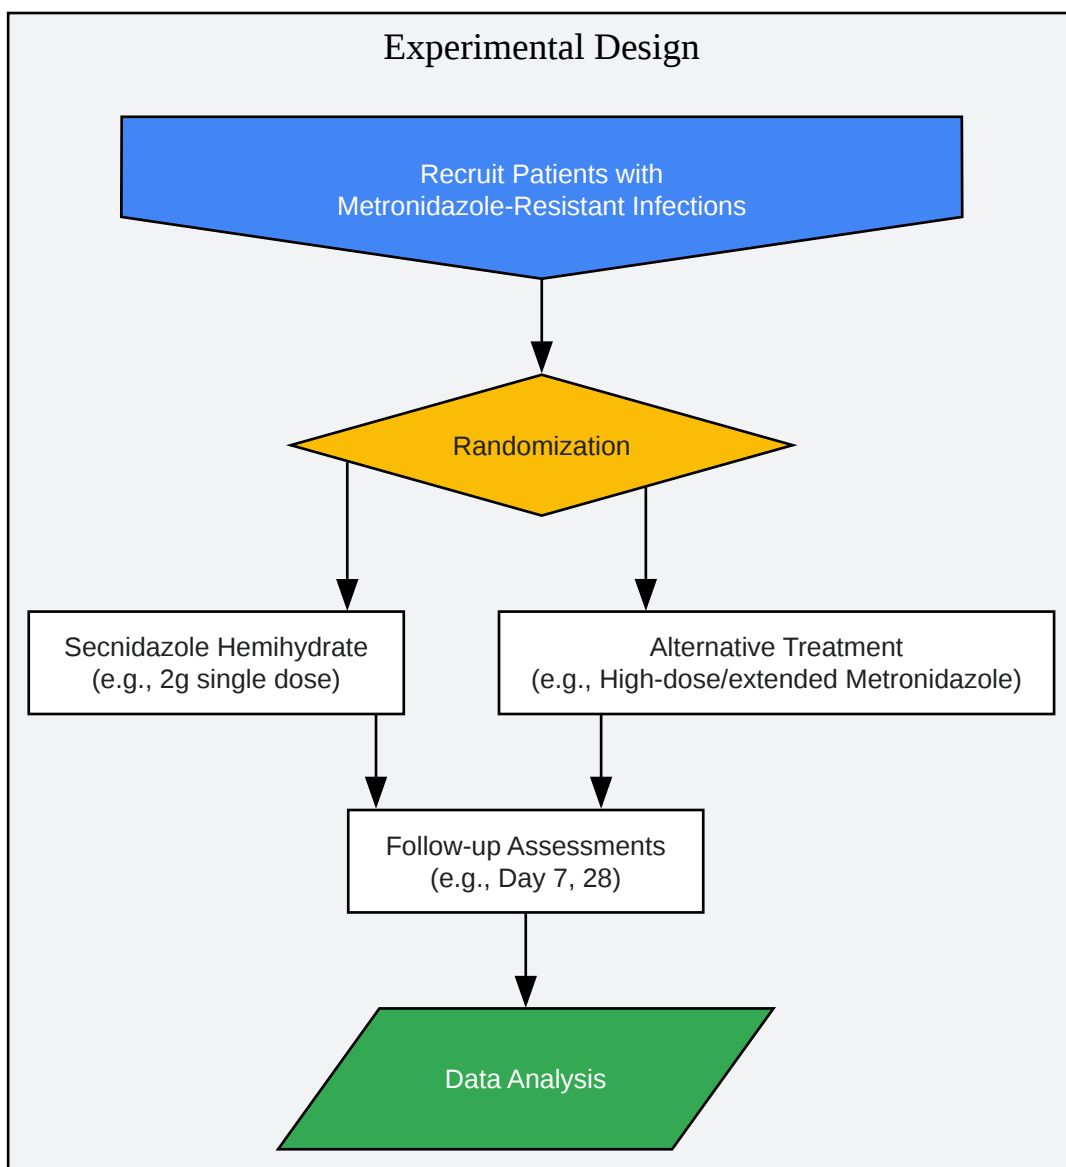 Experimental Design
Recruit Patients with
Metronidazole-Resistant Infections
Randomization
Secnidazole Hemihydrate
(e.g., 2g single dose)
Alternative Treatment
(e.g., High-dose/extended Metronidazole)
Follow-up Assessments
(e.g., Day 7, 28)
Data Analysis